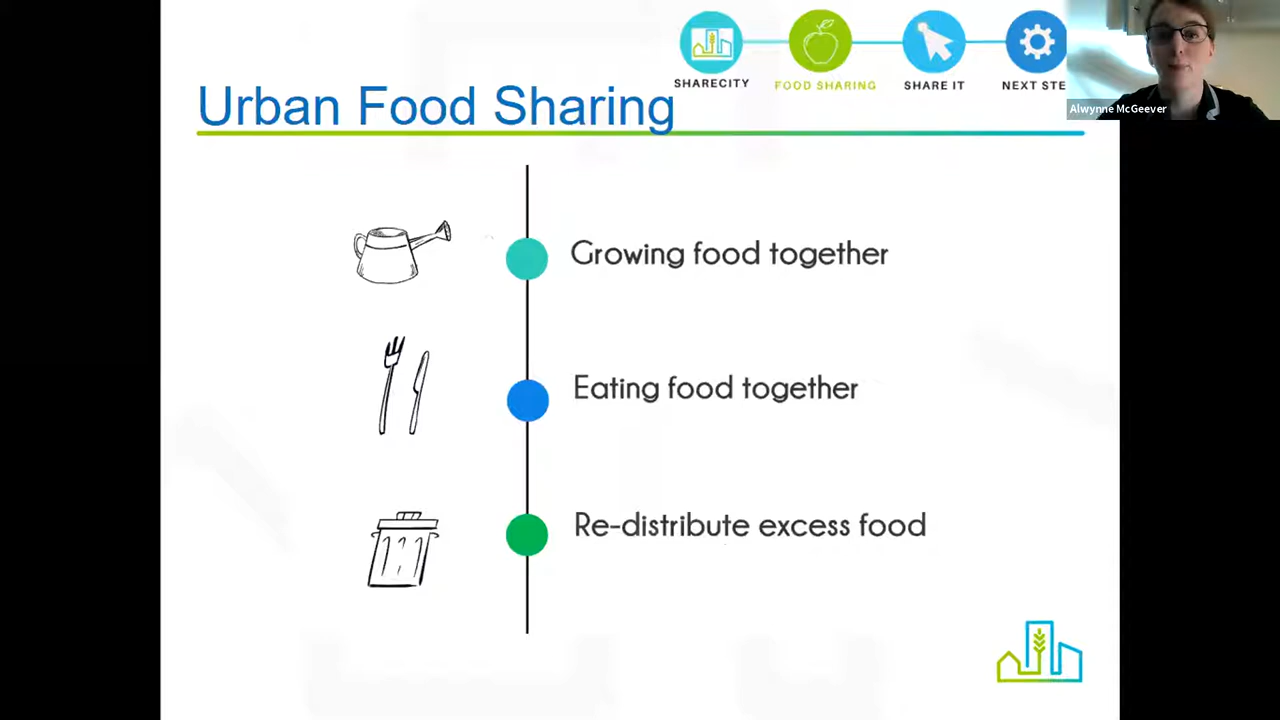 SHARECITY
FOOD SHARING
SHARE IT
NEXT STE
Alwynne McGeever
Urban Food Sharing
Growing food together
Eating food together
Re-distribute excess food